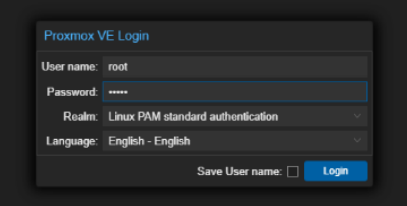 Proxmox VE Login
User name: root
Password: •••••
Realm: Linux PAM standard authentication
Language: English - English
Save User name: Login